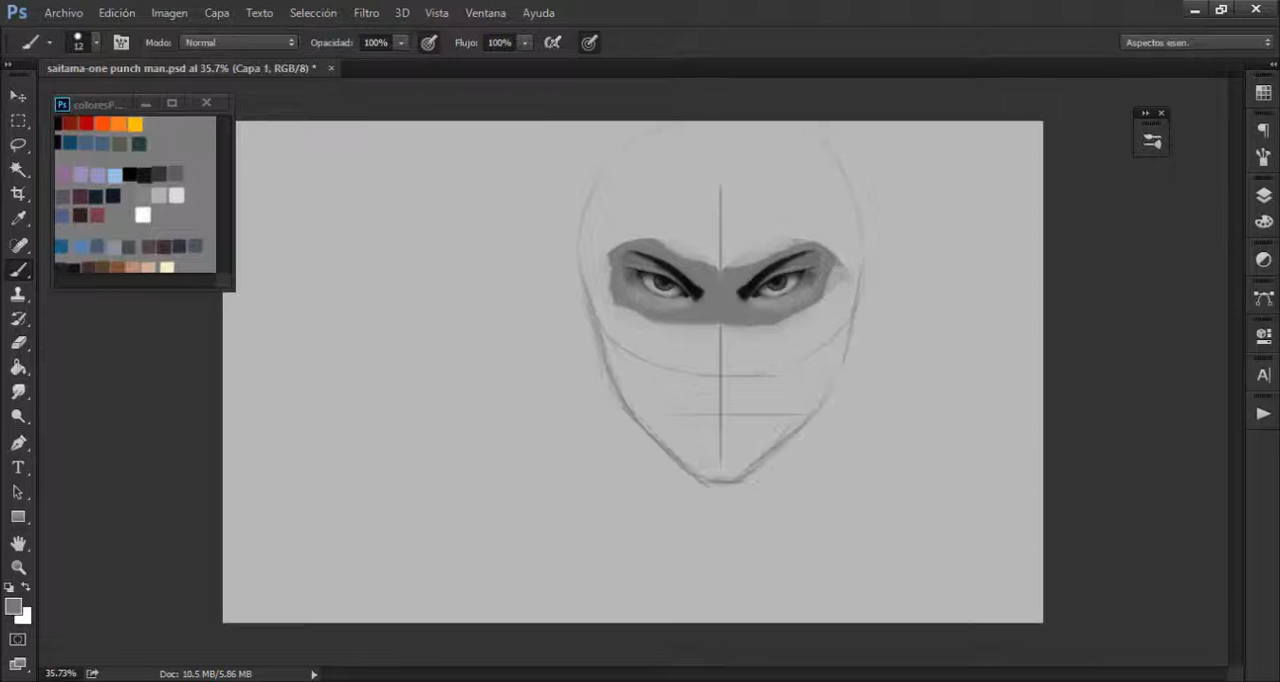 Ps Archivo Edición Imagen Capa Texto Selección Filtro 3D Vista Ventana Ayuda
12 Modo: Normal Opacidad: 100% Flujo: 100% Aspectos esen.
saitama-one punch man.psd al 35.7% (Capa 1, RGB/8) * ×
Ps coloresP...
T
A
35.73% Doc: 10.5 MB/5.86 MB